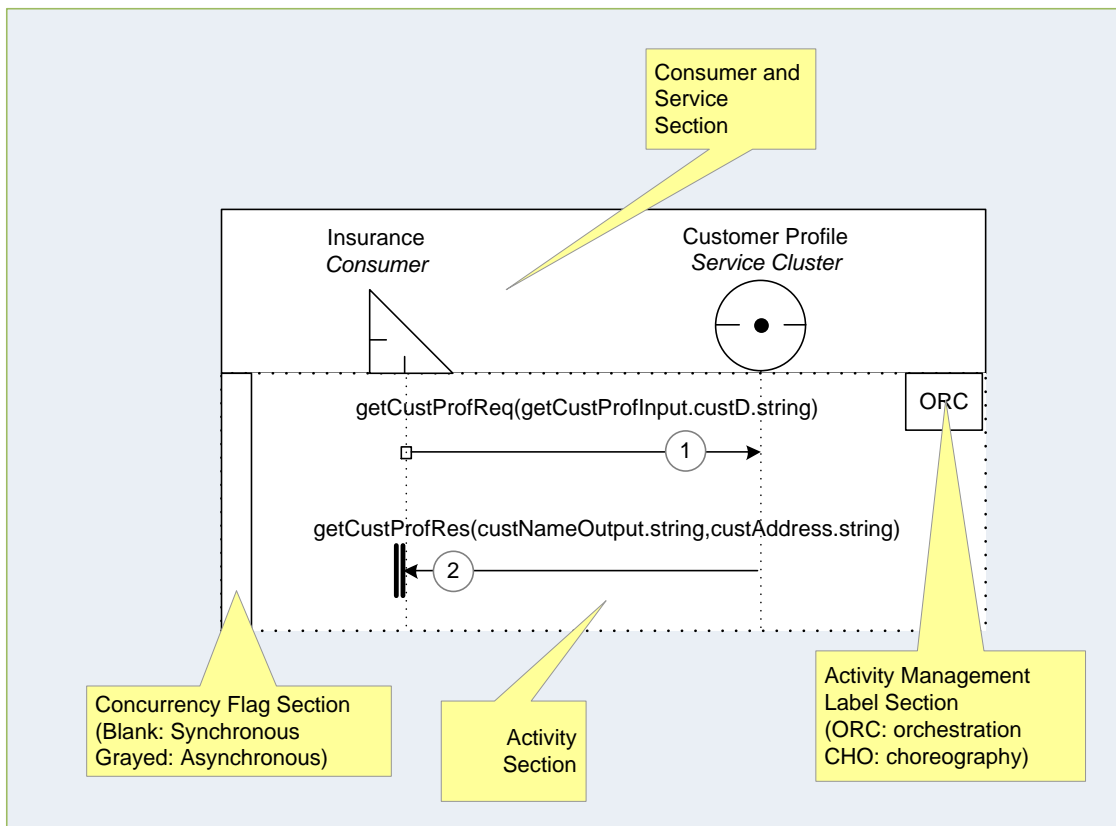 Consumer and
Service
Section
Insurance
Consumer
Customer Profile
Service Cluster
ORC
getCustProfReq(getCustProfInput.custD.string)
1
getCustProfRes(custNameOutput.string,custAddress.string)
2
Concurrency Flag Section
(Blank: Synchronous
Grayed: Asynchronous)
Activity
Section
Activity Management
Label Section
(ORC: orchestration
CHO: choreography)